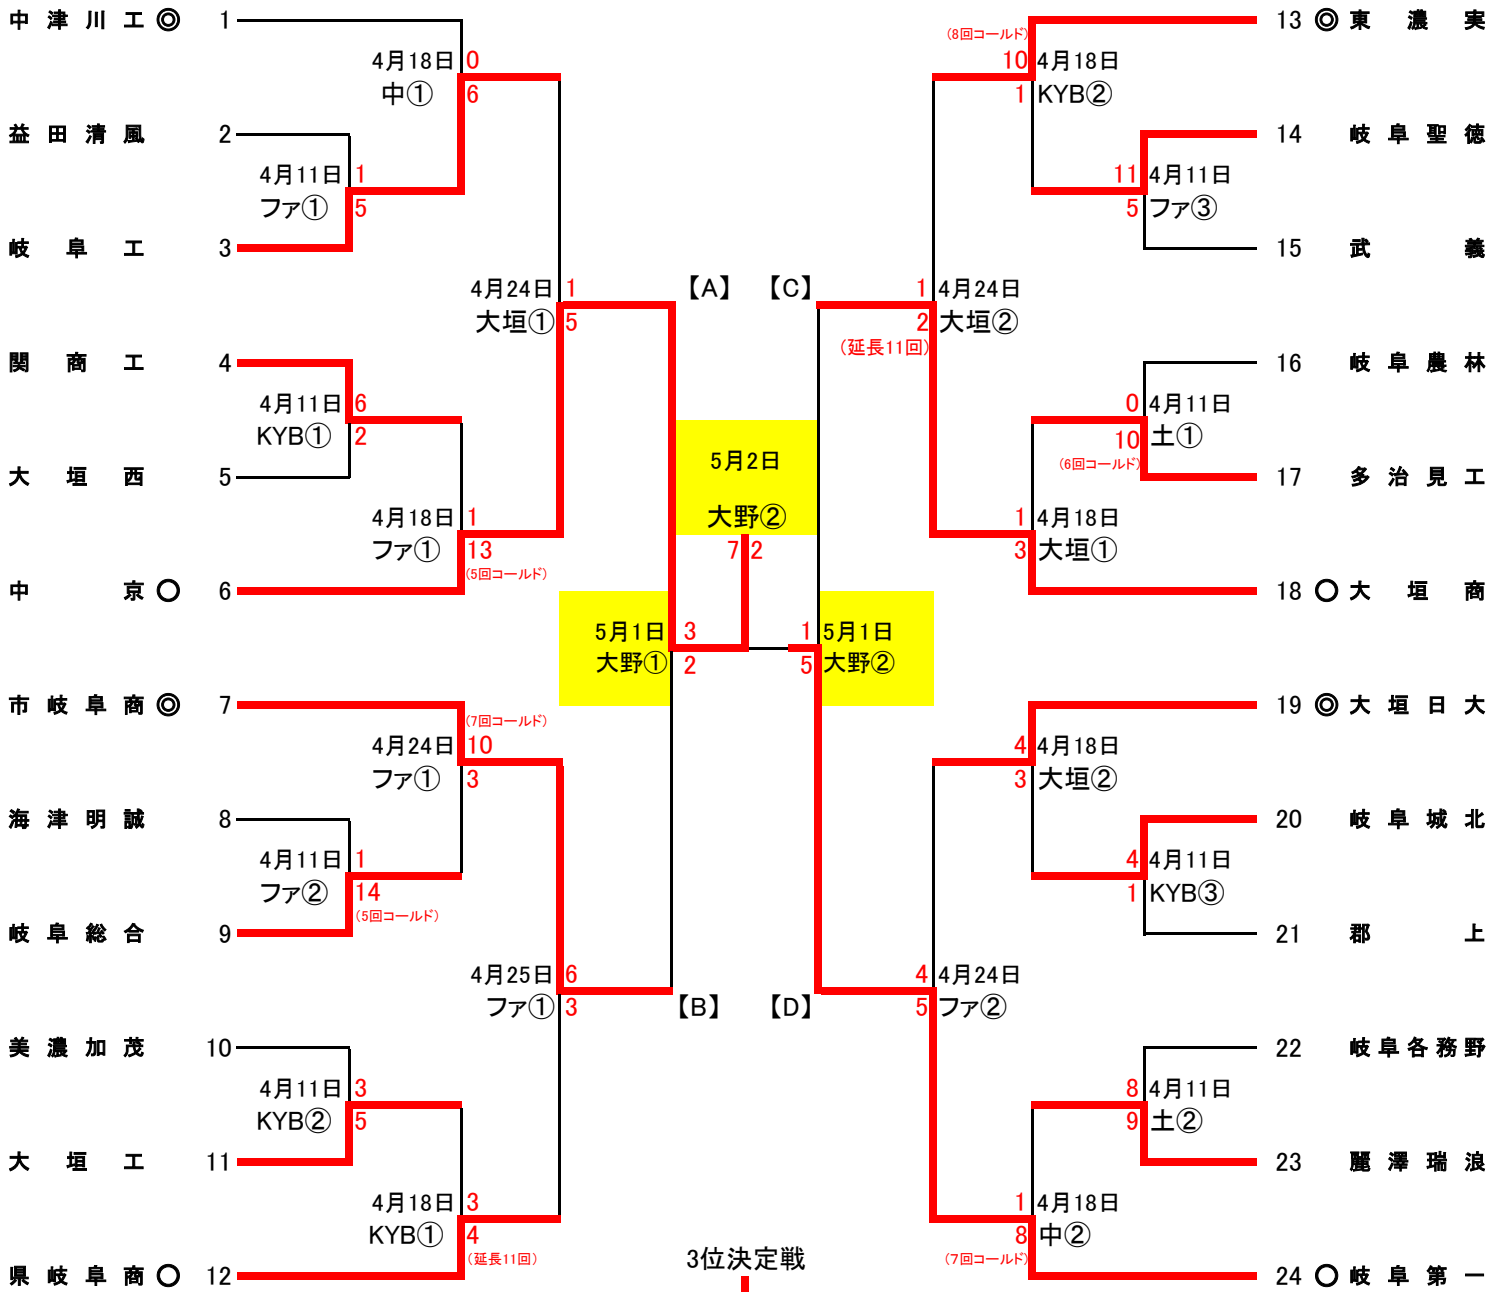 中津川工◎ 1
4月18日 0
中① 6
益田清風 2
4月11日 1
ファ① 5
岐阜工 3
4月24日 1
大垣① 5
【A】
関商工 4
4月11日 6
KYB① 2
大垣西 5
4月18日 1
ファ① 13
(5回コールド)
中京○ 6
5月1日 3
大野① 2
市岐阜商◎ 7
(7回コールド)
4月24日 10
ファ① 3
海津明誠 8
4月11日 1
ファ② 14
(5回コールド)
岐阜総合 9
4月25日 6
ファ① 3
【B】
美濃加茂 10
4月11日 3
KYB② 5
大垣工 11
4月18日 3
KYB① 4
(延長11回)
県岐阜商○ 12
5月2日
大野②
7 2
3位決定戦
13 ◎東濃実
(8回コールド)
10 4月18日
1 KYB②
14 岐阜聖徳
11 4月11日
5 ファ③
15 武義
【C】
1 4月24日
2 大垣②
(延長11回)
16 岐阜農林
0 4月11日
10 土①
(6回コールド)
17 多治見工
1 4月18日
3 大垣①
18 ○大垣商
1 5月1日
5 大野②
19 ◎大垣日大
4 4月18日
3 大垣②
20 岐阜城北
4 4月11日
1 KYB③
21 郡上
【D】
4 4月24日
5 ファ②
22 岐阜各務野
8 4月11日
9 土②
23 麗澤瑞浪
1 4月18日
8 中②
(7回コールド)
24 ○岐阜第一